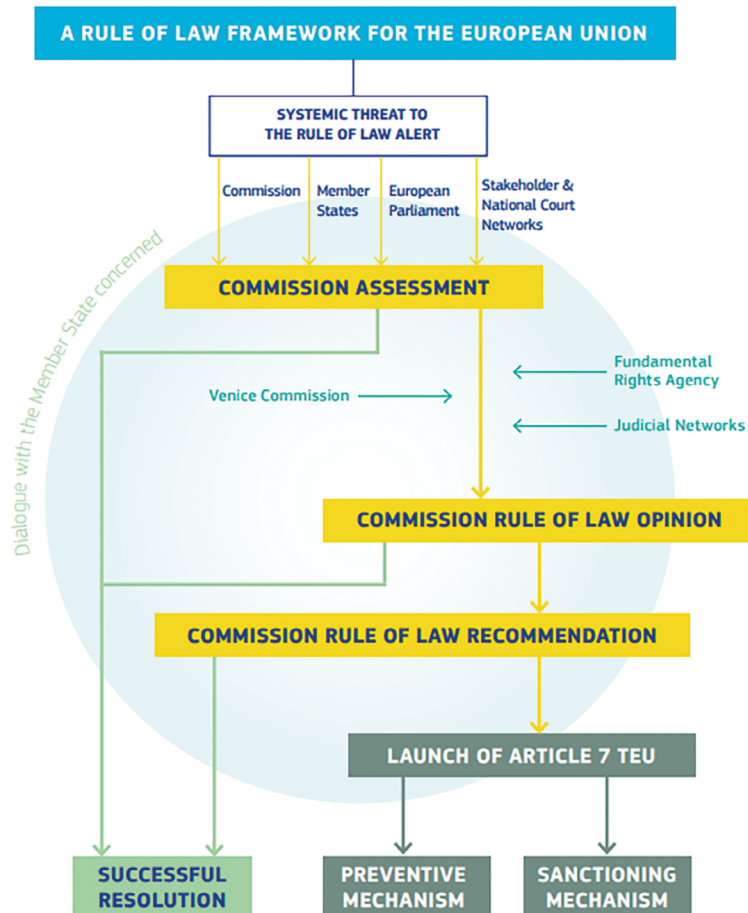 A RULE OF LAW FRAMEWORK FOR THE EUROPEAN UNION
SYSTEMIC THREAT TO
THE RULE OF LAW ALERT
Commission
Member
States
European
Parliament
Stakeholder &
National Court
Networks
Dialogue with the Member State concerned
COMMISSION ASSESSMENT
Fundamental
Rights Agency
Venice Commission
Judicial Networks
COMMISSION RULE OF LAW OPINION
COMMISSION RULE OF LAW RECOMMENDATION
LAUNCH OF ARTICLE 7 TEU
SUCCESSFUL
RESOLUTION
PREVENTIVE
MECHANISM
SANCTIONING
MECHANISM